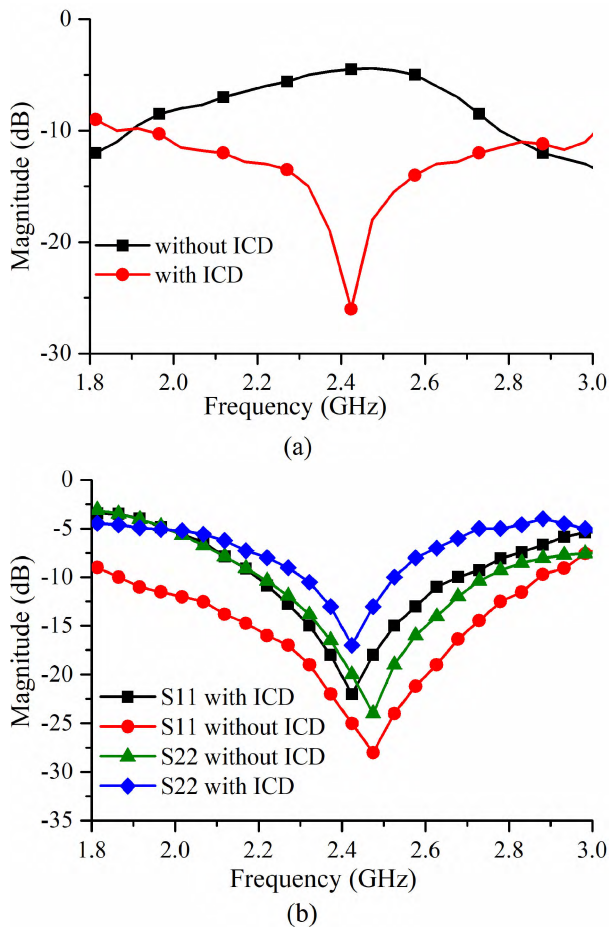 0
-10
-20
-30
Magnitude (dB)
without ICD
with ICD
1.8 2.0 2.2 2.4 2.6 2.8 3.0
Frequency (GHz)
(a)
0
-5
-10
-15
-20
-25
-30
-35
Magnitude (dB)
S11 with ICD
S11 without ICD
S22 without ICD
S22 with ICD
1.8 2.0 2.2 2.4 2.6 2.8 3.0
Frequency (GHz)
(b)